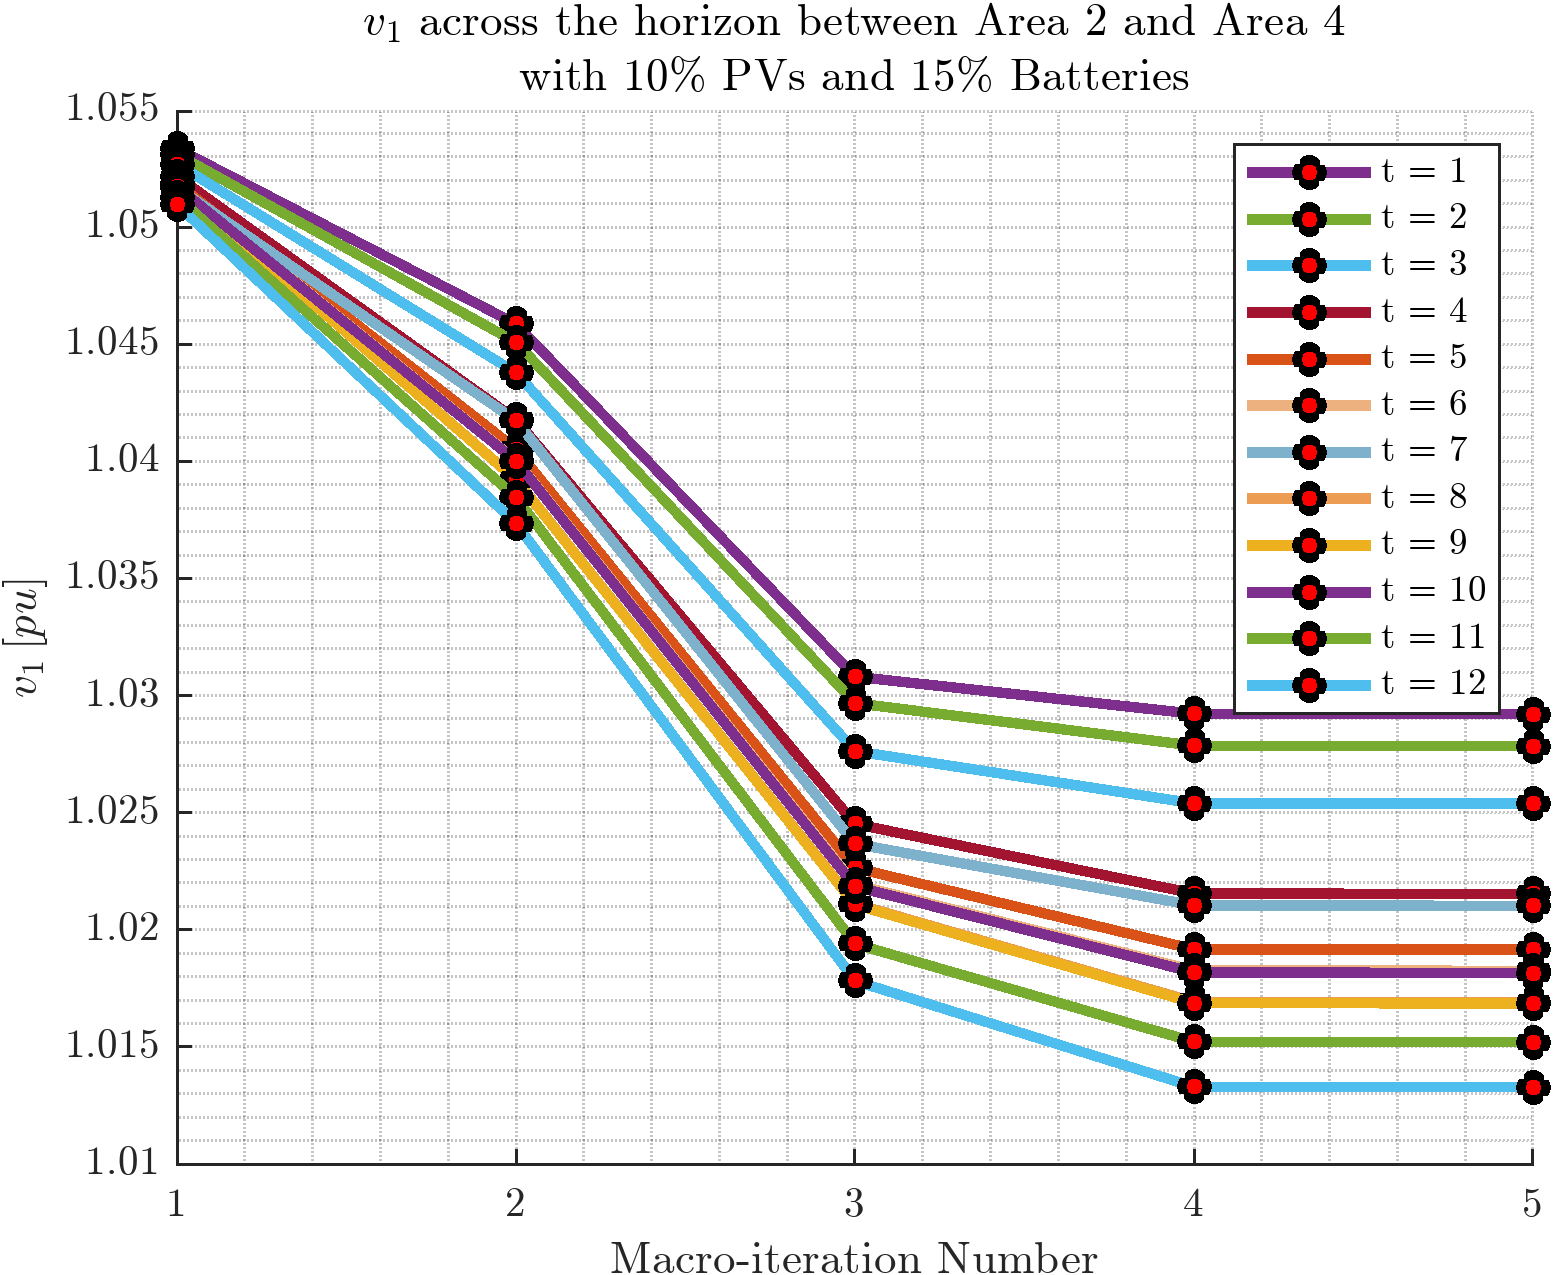 v₁ across the horizon between Area 2 and Area 4
with 10% PVs and 15% Batteries
1.055
1.05
1.045
1.04
1.035
1.03
1.025
1.02
1.015
1.01
v₁ [pu]
t = 1
t = 2
t = 3
t = 4
t = 5
t = 6
t = 7
t = 8
t = 9
t = 10
t = 11
t = 12
1 2 3 4 5
Macro-iteration Number